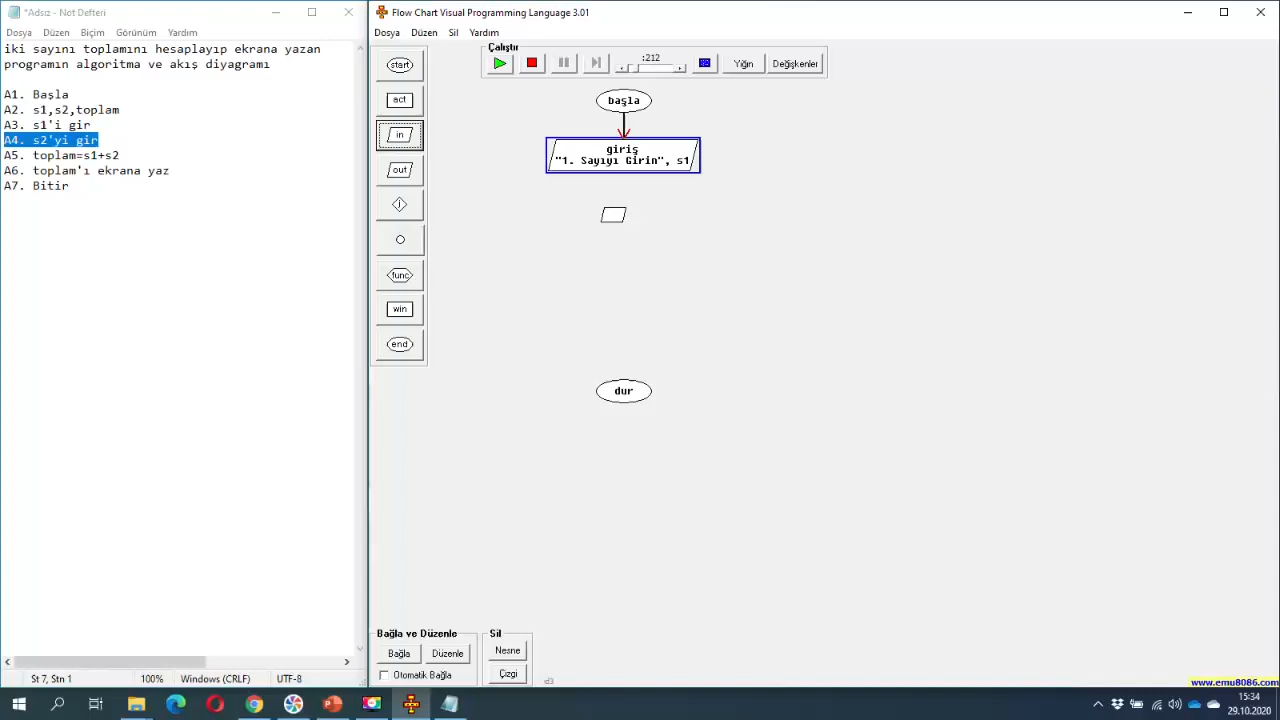 *Adsız - Not Defteri
Dosya Düzen Biçim Görünüm Yardım
iki sayını toplamını hesaplayıp ekrana yazan
programın algoritma ve akış diyagramı
A1. Başla
A2. s1,s2,toplam
A3. s1'i gir
A4. s2'yi gir
A5. toplam=s1+s2
A6. toplam'ı ekrana yaz
A7. Bitir
St 7, Stn 1 100% Windows (CRLF) UTF-8
Flow Chart Visual Programming Language 3.01
Dosya Düzen Sil Yardım
Çalıştır
:212
Yığın
Değişkenler
start
act
in
out
func
win
end
başla
giriş
"1. Sayıyı Girin", s1
dur
Bağla ve Düzenle
Bağla Düzenle
Otomatik Bağla
Sil
Nesne
Çizgi
www.emu8086.com
15:34
29.10.2020